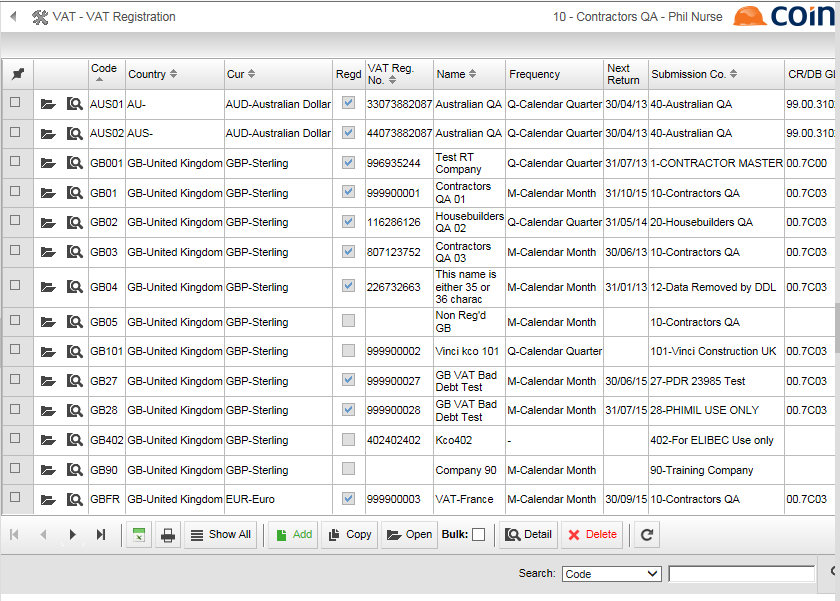 VAT - VAT Registration 10 - Contractors QA - Phil Nurse coin
Code Country Cur Regd VAT Reg. No. Name Frequency Next Return Submission Co. CR/DB Gl
AUS01 AU- AUD-Australian Dollar 33073882087 Australian QA Q-Calendar Quarter 30/04/13 40-Australian QA 99.00.310
AUS02 AUS- AUD-Australian Dollar 44073882087 Australian QA Q-Calendar Quarter 30/04/13 40-Australian QA 99.00.310
GB001 GB-United Kingdom GBP-Sterling 996935244 Test RT Company Q-Calendar Quarter 31/07/13 1-CONTRACTOR MASTER 00.7C00
GB01 GB-United Kingdom GBP-Sterling 999900001 Contractors QA 01 M-Calendar Month 31/10/15 10-Contractors QA 00.7C03
GB02 GB-United Kingdom GBP-Sterling 116286126 Housebuilders QA 02 Q-Calendar Quarter 31/05/14 20-Housebuilders QA 00.7C03
GB03 GB-United Kingdom GBP-Sterling 807123752 Contractors QA 03 M-Calendar Month 30/06/13 10-Contractors QA 00.7C03
GB04 GB-United Kingdom GBP-Sterling 226732663 This name is either 35 or 36 charac M-Calendar Month 31/01/13 12-Data Removed by DDL 00.7C03
GB05 GB-United Kingdom GBP-Sterling Non Reg'd GB M-Calendar Month 10-Contractors QA
GB101 GB-United Kingdom GBP-Sterling 999900002 Vinci kco 101 Q-Calendar Quarter 101-Vinci Construction UK 00.7C03
GB27 GB-United Kingdom GBP-Sterling 999900027 GB VAT Bad Debt Test M-Calendar Month 30/06/15 27-PDR 23985 Test 00.7C03
GB28 GB-United Kingdom GBP-Sterling 999900028 GB VAT Bad Debt Test M-Calendar Month 31/07/15 28-PHIMIL USE ONLY 00.7C03
GB402 GB-United Kingdom GBP-Sterling 402402402 Kco402 - 402-For ELIBEC Use only
GB90 GB-United Kingdom GBP-Sterling Company 90 M-Calendar Month 90-Training Company
GBFR GB-United Kingdom EUR-Euro 999900003 VAT-France M-Calendar Month 30/09/15 10-Contractors QA 00.7C03
Show All Add Copy Open Bulk: Detail Delete
Search: Code